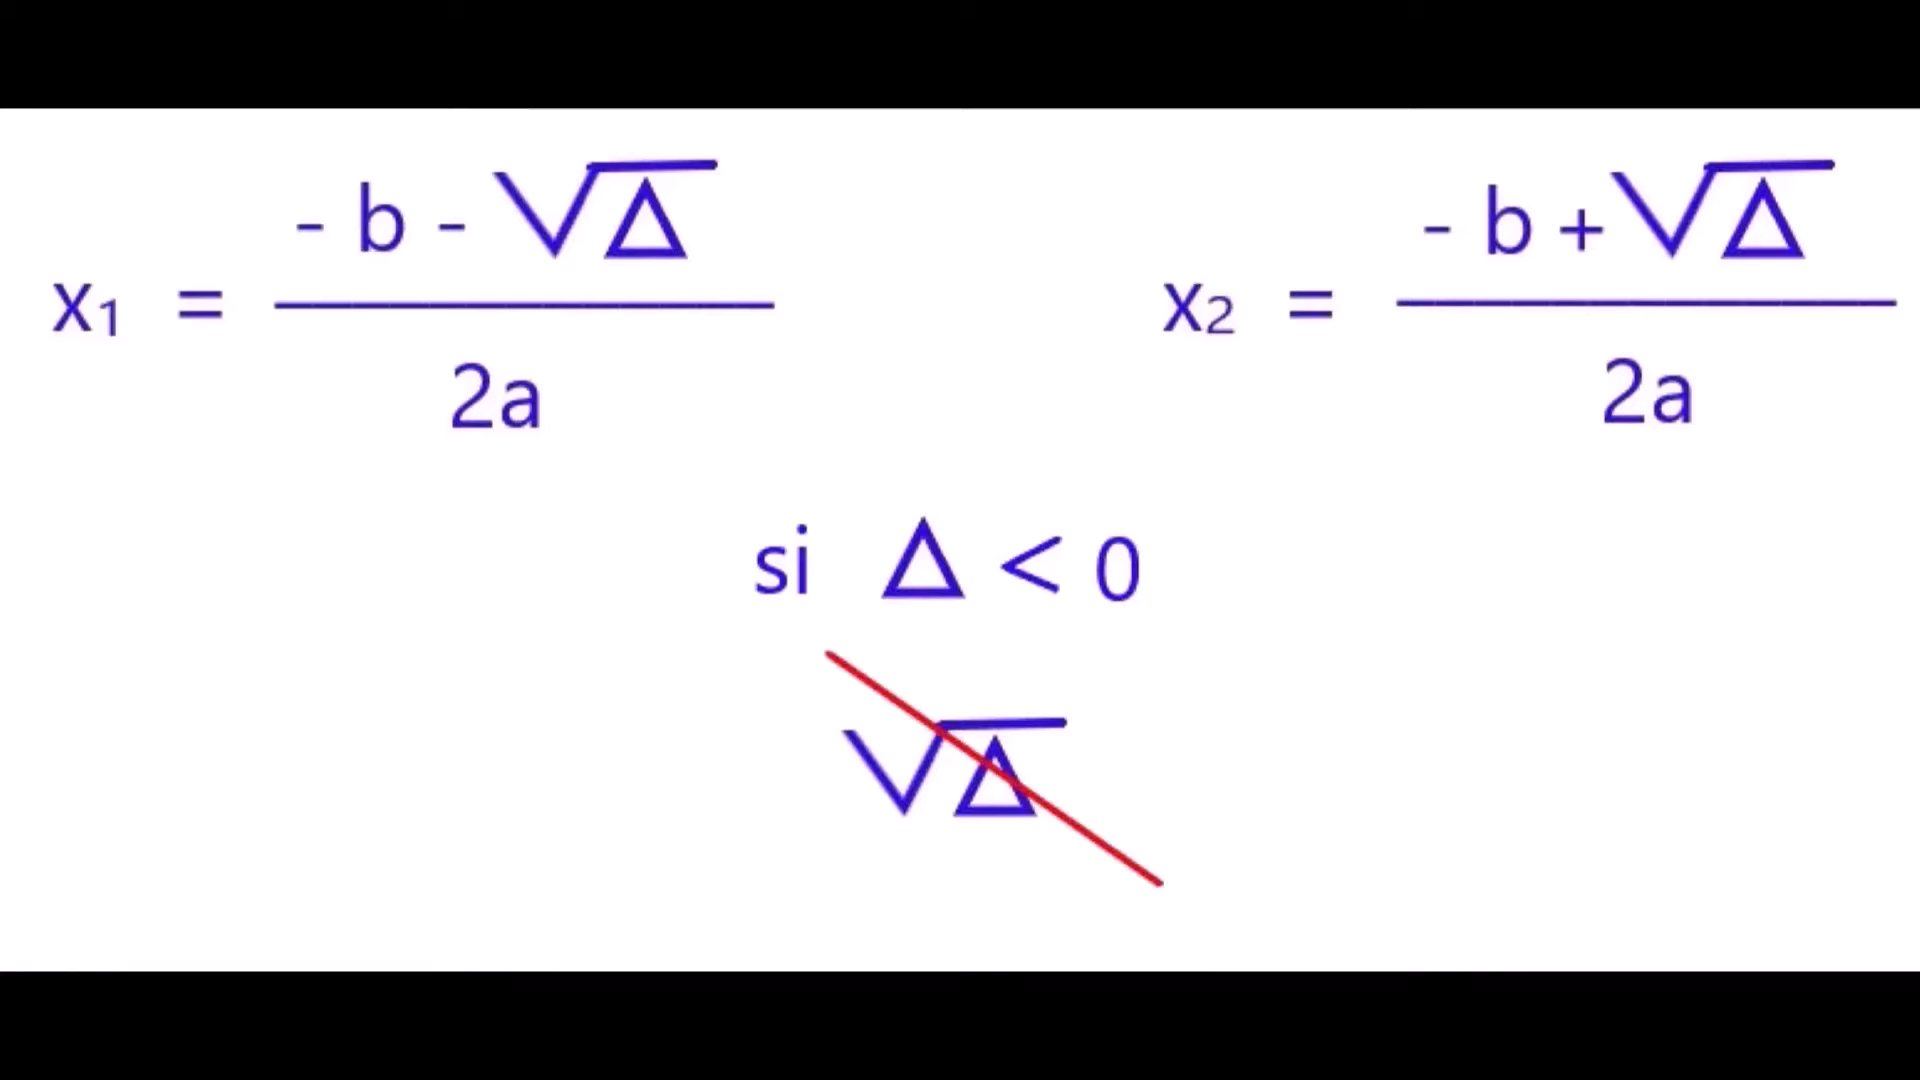 x₁ = (- b - √Δ) / 2a
x₂ = (- b + √Δ) / 2a
si Δ < 0
√Δ